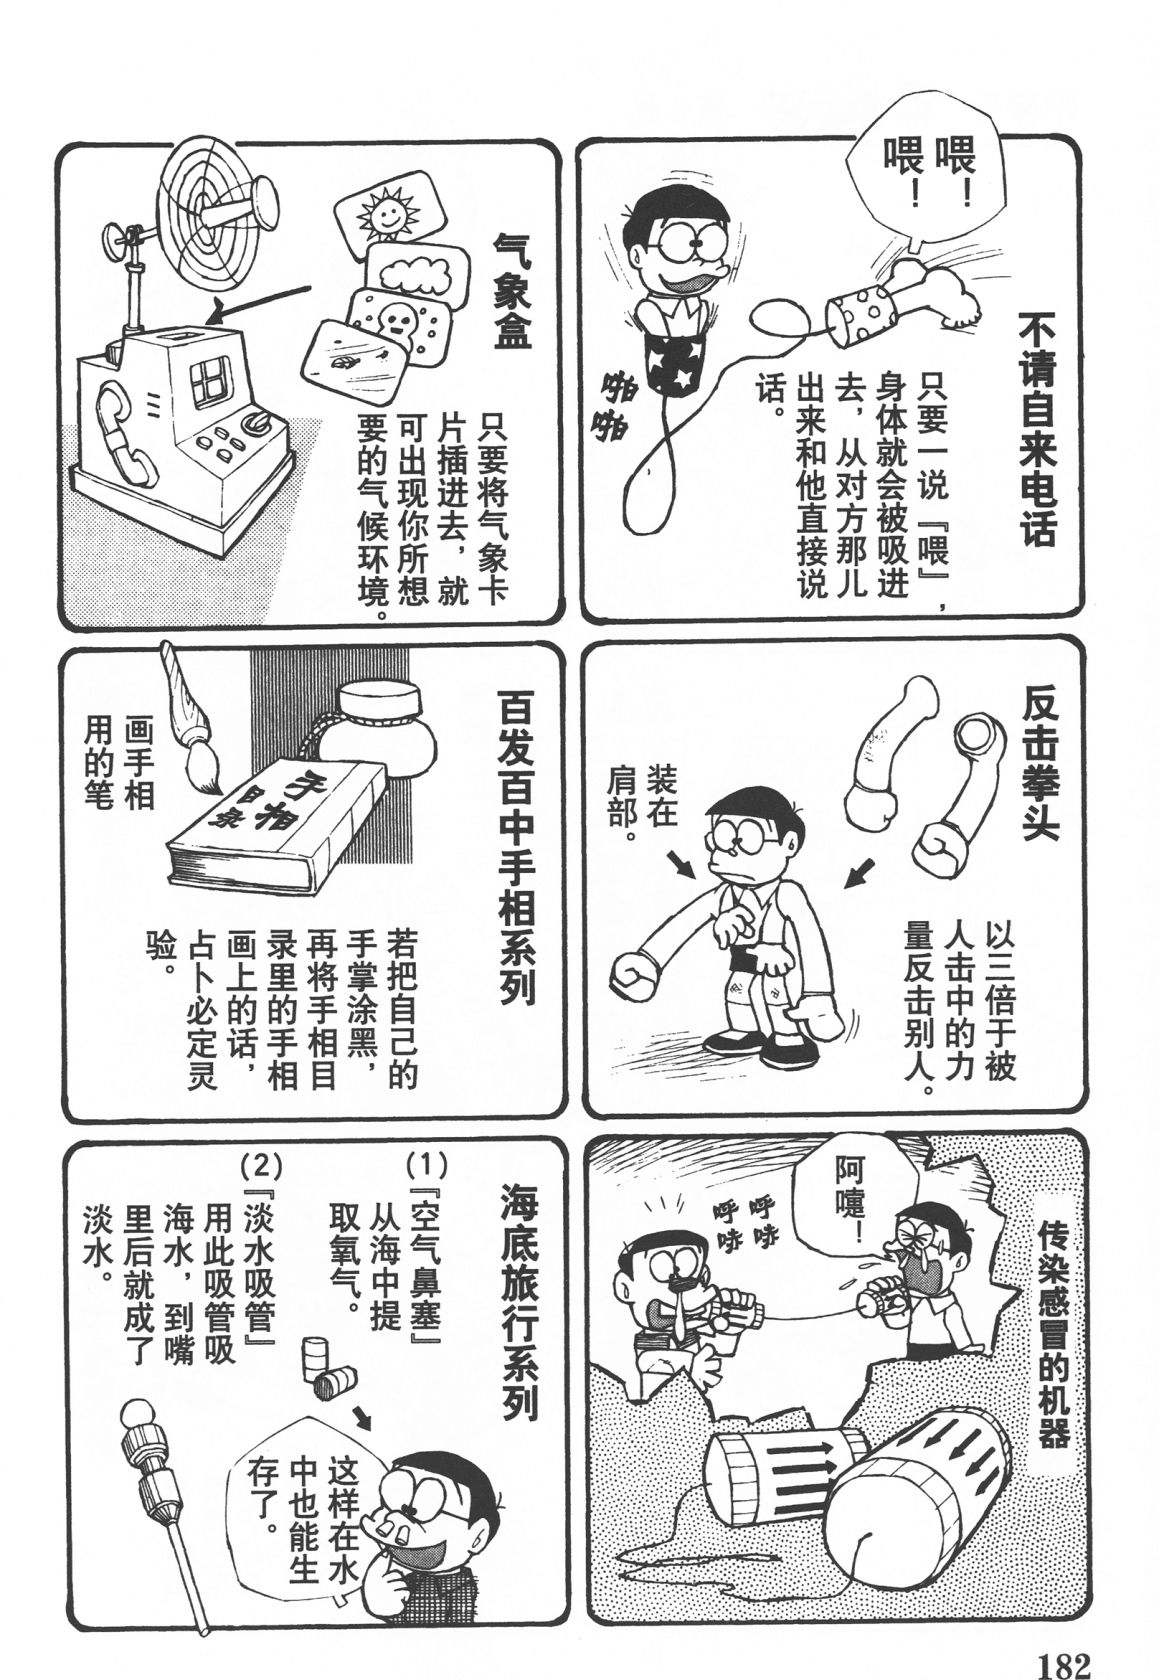 喂！
喂！
不请自来电话
只要一说『喂』，
身体就会被吸进
去，从对方那儿
出来和他直接说
话。
啪
啪
气象盒
只要将气象卡
片插进去，就
可出现你所想
要的气候环境。
反击拳头
装在
肩部。
以三倍于被
人击中的力
量反击别人。
百发百中手相系列
画手相
用的笔
手相
目录
若把自己的
手掌涂黑，
再将手相目
录里的手相
画上的话，
占卜必定灵
验。
传染感冒的机器
阿嚏！
呼哧
呼哧
海底旅行系列
(1)『空气鼻塞』
从海中提
取氧气。
(2)『淡水吸管』
用此吸管吸
海水，到嘴
里后就成了
淡水。
这样在水
中也能生
存了。
182